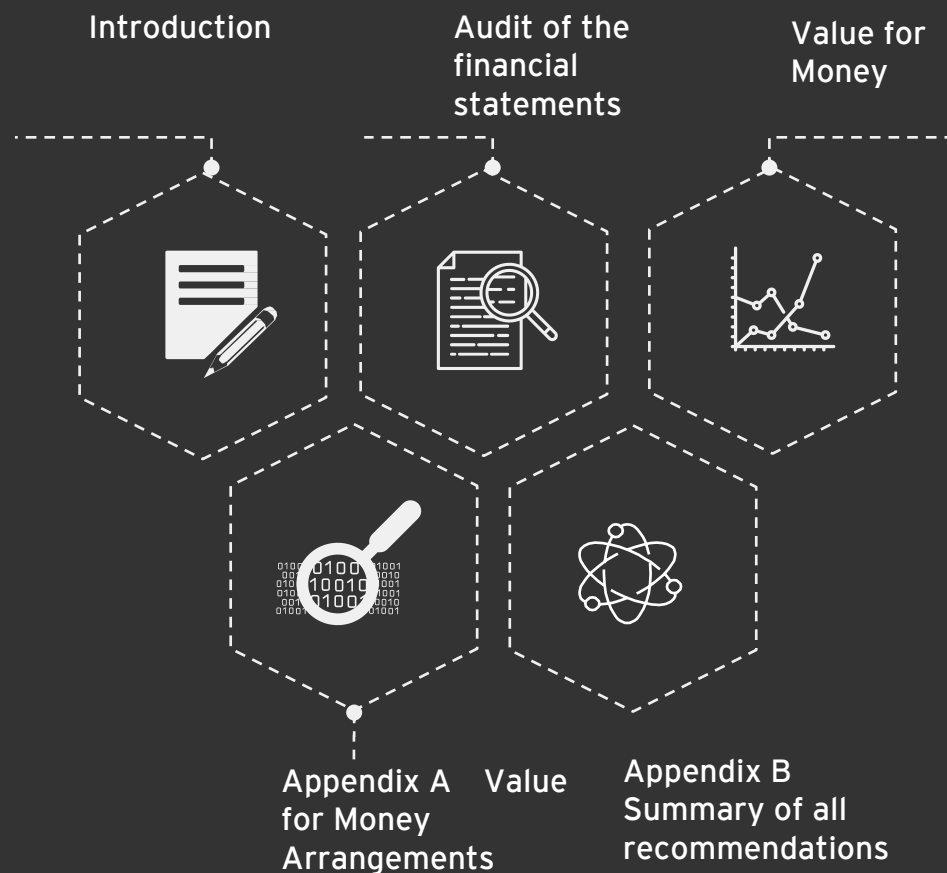 Introduction
Audit of the
financial
statements
Value for
Money
Appendix A Value
for Money
Arrangements
Appendix B
Summary of all
recommendations